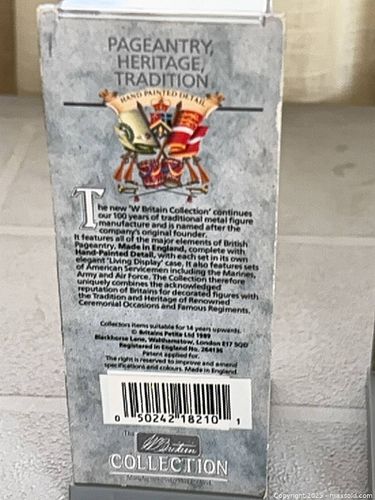 PAGEANTRY,
HERITAGE,
TRADITION
HAND PAINTED DETAIL
The new 'W Britain Collection' continues
our 100 years of traditional metal figure
manufacture and is named after the
company's original founder.
It features all of the major elements of British
Pageantry, Made in England, complete with
Hand-Painted Detail, with each set in its own
elegant 'Living Display' case. It also features sets
of American Servicemen including the Marines,
Army and Air Force. The Collection therefore
uniquely combines the acknowledged
reputation of Britains for decorated figures with
the Tradition and Heritage of Renowned
Ceremonial Occasions and Famous Regiments.
Collectors items suitable for 14 years upwards.
© Britains Petite Ltd 1989
Blackhorse Lane, Walthamstow, London E17 5QD
Registered in England No. 264136
Patent applied for.
The right is reserved to improve and amend
specifications and colours. Made in England.
0 50242 18210 1
The
W. Britain
COLLECTION
©2025 - maxsold.com